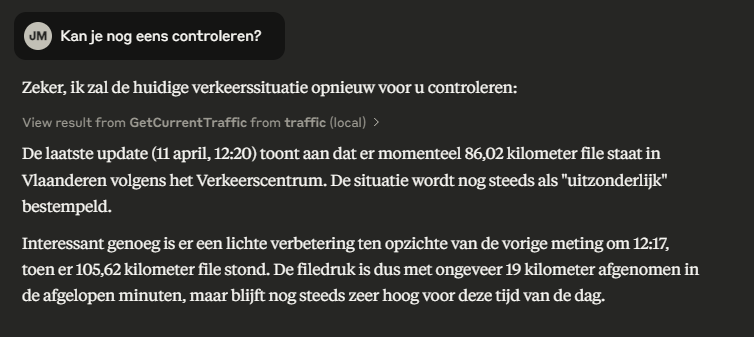 JM Kan je nog eens controleren?
Zeker, ik zal de huidige verkeerssituatie opnieuw voor u controleren:
View result from GetCurrentTraffic from traffic (local) >
De laatste update (11 april, 12:20) toont aan dat er momenteel 86,02 kilometer file staat in
Vlaanderen volgens het Verkeerscentrum. De situatie wordt nog steeds als "uitzonderlijk"
bestempeld.
Interessant genoeg is er een lichte verbetering ten opzichte van de vorige meting om 12:17,
toen er 105,62 kilometer file stond. De filedruk is dus met ongeveer 19 kilometer afgenomen in
de afgelopen minuten, maar blijft nog steeds zeer hoog voor deze tijd van de dag.